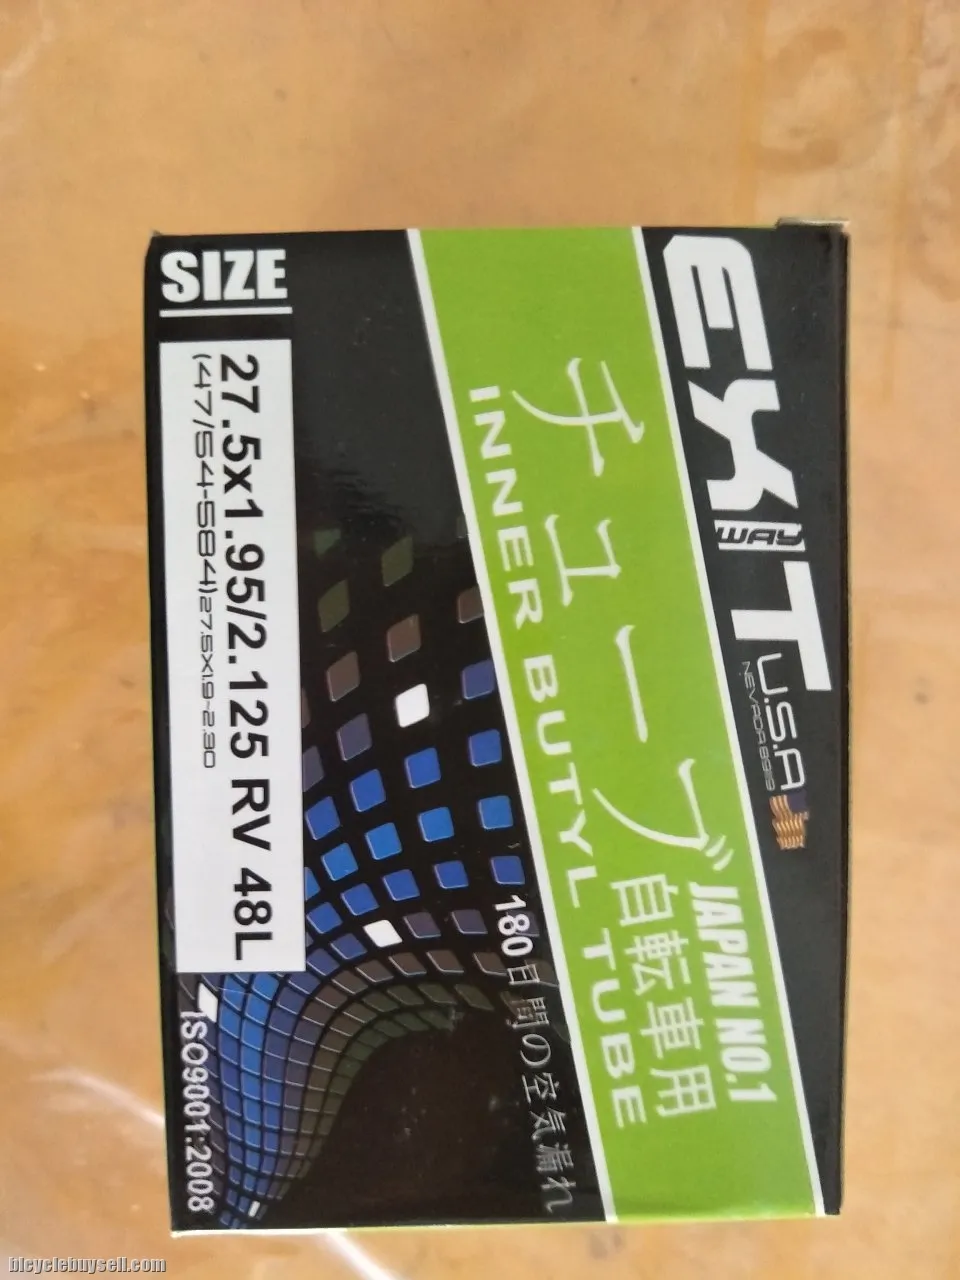 EXIT
WAY
U.S.A
NEVADA 8999
JAPAN NO.1
チューブ 自転車用
INNER BUTYL TUBE
180日間の空気漏れ
SIZE
27.5x1.95/2.125 RV 48L
(47/54-584)27.5X1.9-2.30
ISO9001:2008
bicyclebuysell.com